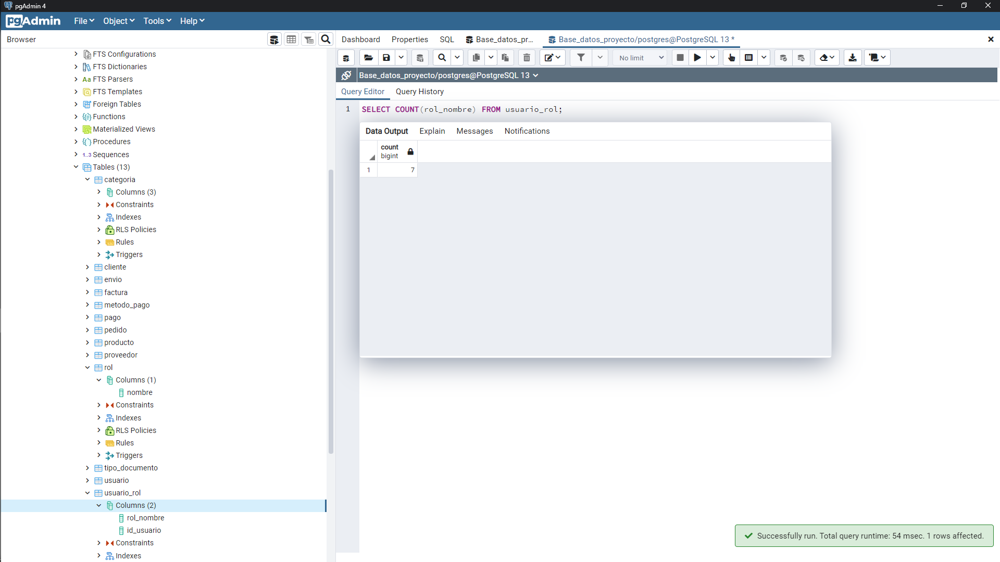 pgAdmin 4
pgAdmin File Object Tools Help
Browser
Dashboard Properties SQL Base_datos_pr... Base_datos_proyecto/postgres@PostgreSQL 13 *
No limit
Base_datos_proyecto/postgres@PostgreSQL 13
Query Editor Query History
1 SELECT COUNT(rol_nombre) FROM usuario_rol;
Data Output Explain Messages Notifications
count
bigint
1 7
FTS Configurations
FTS Dictionaries
Aa FTS Parsers
FTS Templates
Foreign Tables
Functions
Materialized Views
Procedures
1..3 Sequences
Tables (13)
categoria
Columns (3)
Constraints
Indexes
RLS Policies
Rules
Triggers
cliente
envio
factura
metodo_pago
pago
pedido
producto
proveedor
rol
Columns (1)
nombre
Constraints
Indexes
RLS Policies
Rules
Triggers
tipo_documento
usuario
usuario_rol
Columns (2)
rol_nombre
id_usuario
Constraints
Indexes
Successfully run. Total query runtime: 54 msec. 1 rows affected.